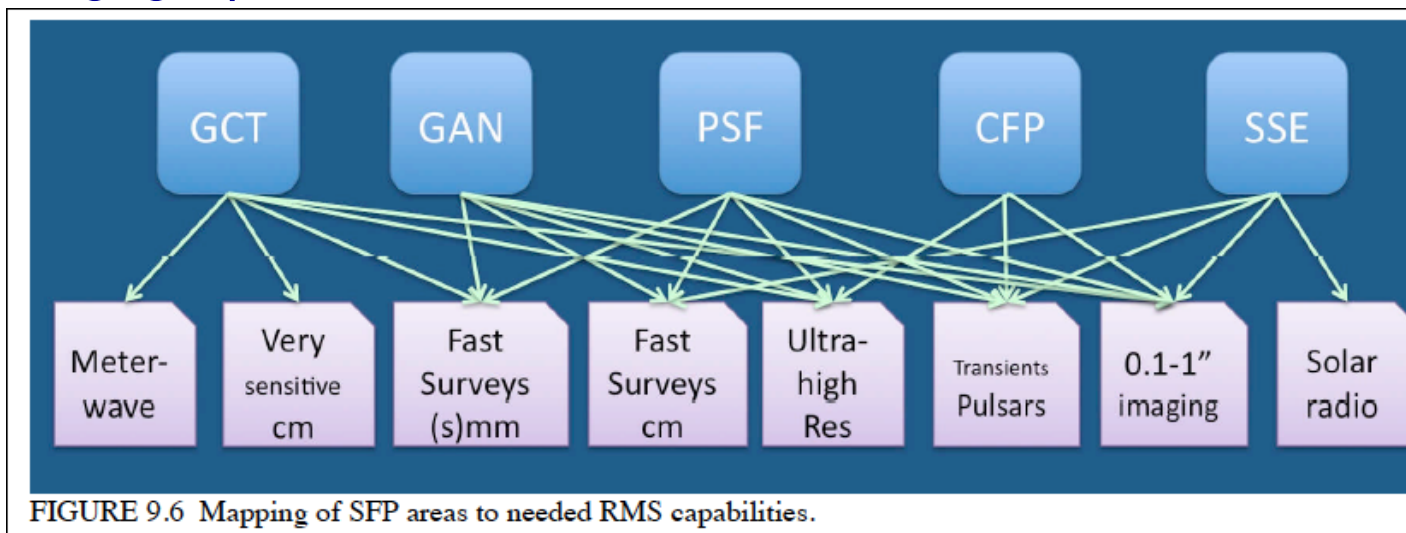 GCT GAN PSF CFP SSE
Meter-
wave
Very
sensitive
cm
Fast
Surveys
(s)mm
Fast
Surveys
cm
Ultra-
high
Res
Transients
Pulsars
0.1-1”
imaging
Solar
radio
FIGURE 9.6 Mapping of SFP areas to needed RMS capabilities.